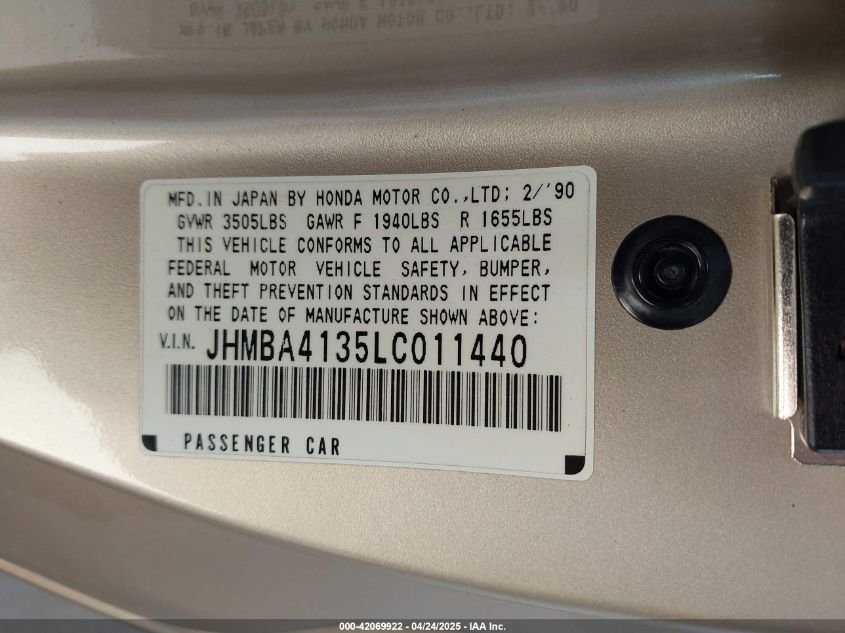 MFD.IN JAPAN BY HONDA MOTOR CO.,LTD; 2/'90
GVWR 3505LBS GAWR F 1940LBS R 1655LBS
THIS VEHICLE CONFORMS TO ALL APPLICABLE
FEDERAL MOTOR VEHICLE SAFETY, BUMPER,
AND THEFT PREVENTION STANDARDS IN EFFECT
ON THE DATE OF MANUFACTURE SHOWN ABOVE:
V.I.N. JHMBA4135LC011440
PASSENGER CAR
000-42069922 - 04/24/2025 - IAA Inc.